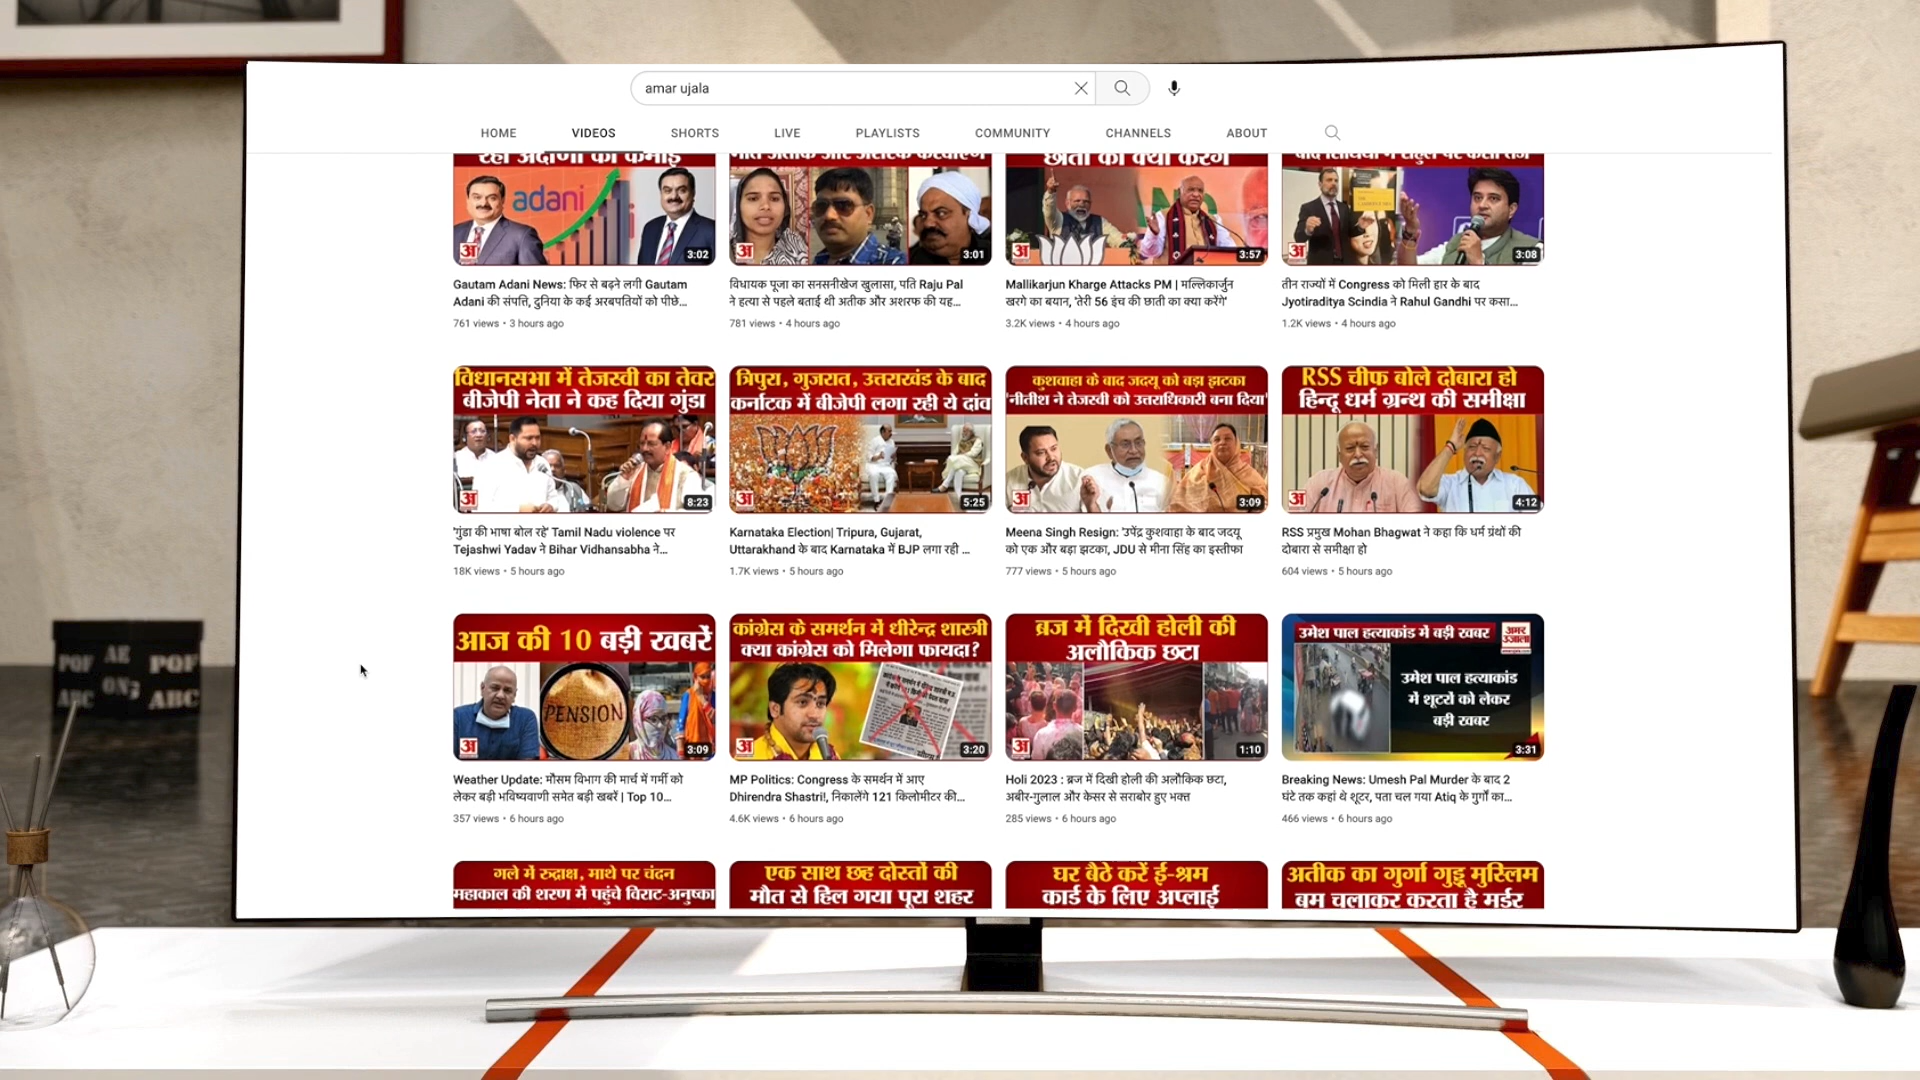 amar ujala
HOME VIDEOS SHORTS LIVE PLAYLISTS COMMUNITY CHANNELS ABOUT
adani
3:02
3:01
3:57
3:08
Gautam Adani News: फिर से बढ़ने लगी Gautam
Adani की संपत्ति, दुनिया के कई अरबपतियों को पीछे...
761 views • 3 hours ago
विधायक पूजा का सनसनीखेज खुलासा, पति Raju Pal
ने हत्या से पहले बताई थी अतीक और अशरफ की यह...
781 views • 4 hours ago
Mallikarjun Kharge Attacks PM | मल्लिकार्जुन
खरगे का बयान, 'तेरी 56 इंच की छाती का क्या करेंगे'
3.2K views • 4 hours ago
तीन राज्यों में Congress को मिली हार के बाद
Jyotiraditya Scindia ने Rahul Gandhi पर कसा...
1.2K views • 4 hours ago
विधानसभा में तेजस्वी का तेवर
बीजेपी नेता ने कह दिया गुंडा
8:23
त्रिपुरा, गुजरात, उत्तराखंड के बाद
कर्नाटक में बीजेपी लगा रही ये दांव
5:25
कुशवाहा के बाद जदयू को बड़ा झटका
'नीतीश ने तेजस्वी को उत्तराधिकारी बना दिया'
3:09
RSS चीफ बोले दोबारा हो
हिन्दू धर्म ग्रन्थ की समीक्षा
4:12
'गुंडा की भाषा बोल रहे' Tamil Nadu violence पर
Tejashwi Yadav ने Bihar Vidhansabha ने...
18K views • 5 hours ago
Karnataka Election| Tripura, Gujarat,
Uttarakhand के बाद Karnataka में BJP लगा रही ...
1.7K views • 5 hours ago
Meena Singh Resign: 'उपेंद्र कुशवाहा के बाद जदयू
को एक और बड़ा झटका, JDU से मीना सिंह का इस्तीफा
777 views • 5 hours ago
RSS प्रमुख Mohan Bhagwat ने कहा कि धर्म ग्रंथों की
दोबारा से समीक्षा हो
604 views • 5 hours ago
आज की 10 बड़ी खबरें
PENSION
3:09
कांग्रेस के समर्थन में धीरेन्द्र शास्त्री
क्या कांग्रेस को मिलेगा फायदा?
3:20
ब्रज में दिखी होली की
अलौकिक छटा
1:10
उमेश पाल हत्याकांड में बड़ी खबर
अमर उजाला
उमेश पाल हत्याकांड
में शूटरों को लेकर
बड़ी खबर
3:31
Weather Update: मौसम विभाग की मार्च में गर्मी को
लेकर बड़ी भविष्यवाणी समेत बड़ी खबरें | Top 10...
357 views • 6 hours ago
MP Politics: Congress के समर्थन में आए
Dhirendra Shastri!, निकालेंगे 121 किलोमीटर की...
4.6K views • 6 hours ago
Holi 2023 : ब्रज में दिखी होली की अलौकिक छटा,
अबीर-गुलाल और केसर से सराबोर हुए भक्त
285 views • 6 hours ago
Breaking News: Umesh Pal Murder के बाद 2
घंटे तक कहां थे शूटर, पता चल गया Atiq के गुर्गों का...
466 views • 6 hours ago
गले में रुद्राक्ष, माथे पर चंदन
महाकाल की शरण में पहुंचे विराट-अनुष्का
एक साथ छह दोस्तों की
मौत से हिल गया पूरा शहर
घर बैठे करें ई-श्रम
कार्ड के लिए अप्लाई
अतीक का गुर्गा गुड्डू मुस्लिम
बम चलाकर करता है मर्डर